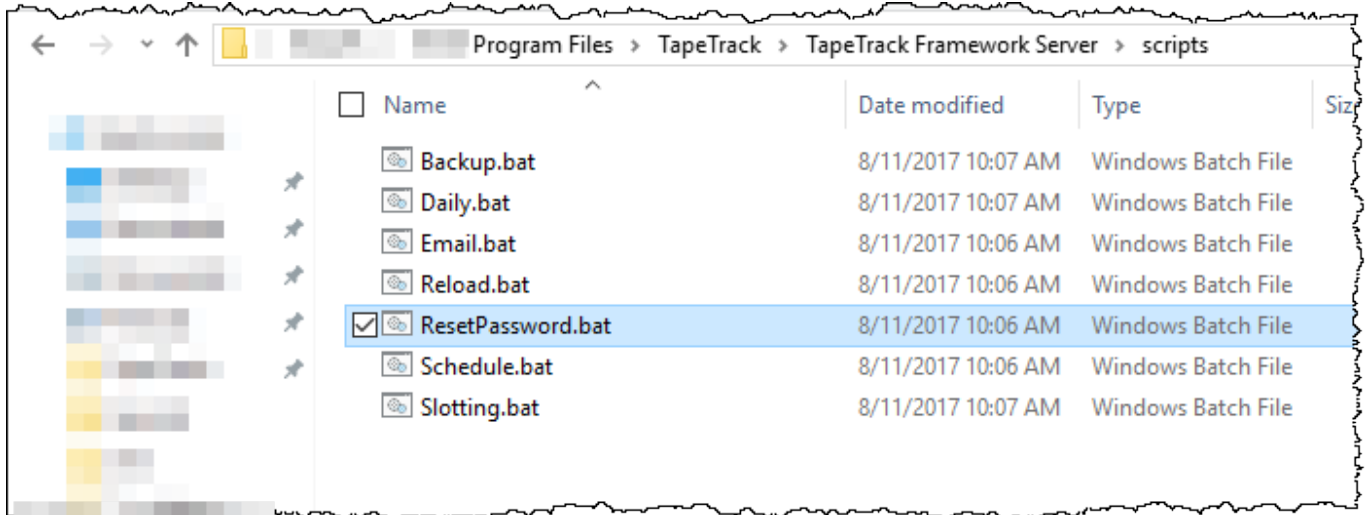 Program Files > TapeTrack > TapeTrack Framework Server > scripts
Name Date modified Type Siz
Backup.bat 8/11/2017 10:07 AM Windows Batch File
Daily.bat 8/11/2017 10:07 AM Windows Batch File
Email.bat 8/11/2017 10:06 AM Windows Batch File
Reload.bat 8/11/2017 10:06 AM Windows Batch File
ResetPassword.bat 8/11/2017 10:06 AM Windows Batch File
Schedule.bat 8/11/2017 10:06 AM Windows Batch File
Slotting.bat 8/11/2017 10:07 AM Windows Batch File